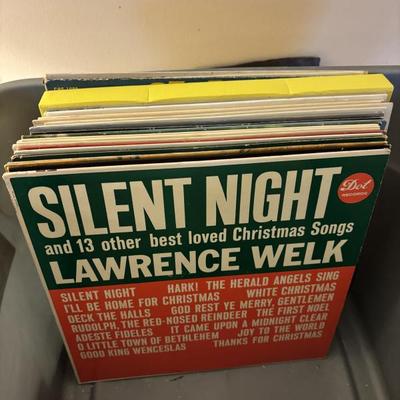 SILENT NIGHT
Dot
RECORDS
and 13 other best loved Christmas Songs
LAWRENCE WELK
SILENT NIGHT HARK! THE HERALD ANGELS SING
I'LL BE HOME FOR CHRISTMAS WHITE CHRISTMAS
DECK THE HALLS GOD REST YE MERRY, GENTLEMEN
RUDOLPH, THE RED-NOSED REINDEER THE FIRST NOEL
ADESTE FIDELES IT CAME UPON A MIDNIGHT CLEAR
O LITTLE TOWN OF BETHLEHEM JOY TO THE WORLD
GOOD KING WENCESLAS THANKS FOR CHRISTMAS